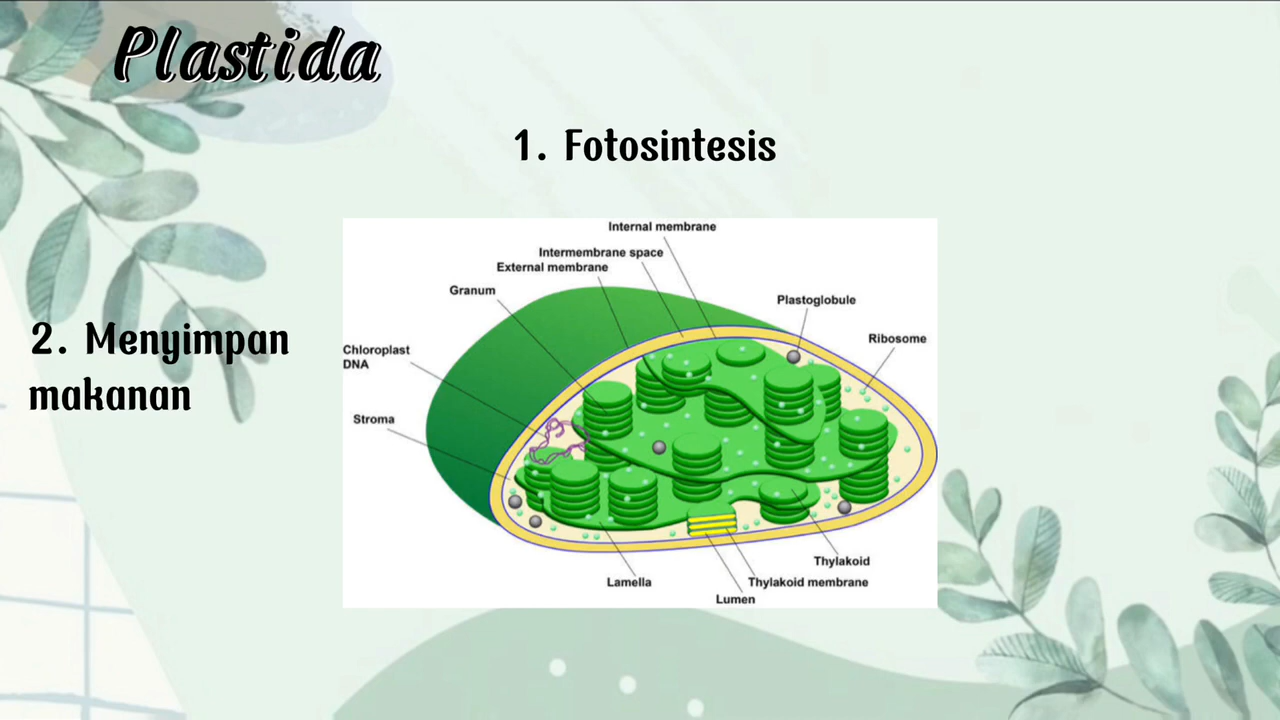 Plastida
1. Fotosintesis
Internal membrane
Intermembrane space
External membrane
Granum
Plastoglobule
Ribosome
Chloroplast
DNA
Stroma
2. Menyimpan
makanan
Thylakoid
Lamella
Thylakoid membrane
Lumen